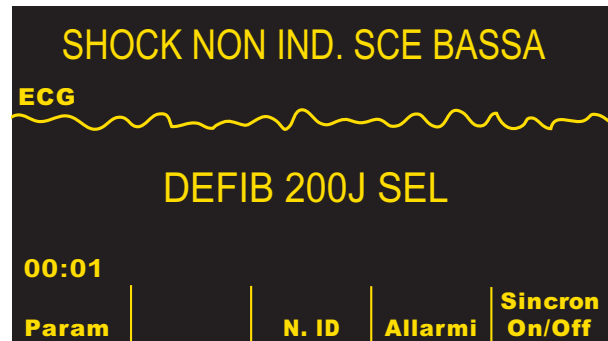 SHOCK NON IND. SCE BASSA
ECG
DEFIB 200J SEL
00:01
Param
N. ID
Allarmi
Sincron
On/Off